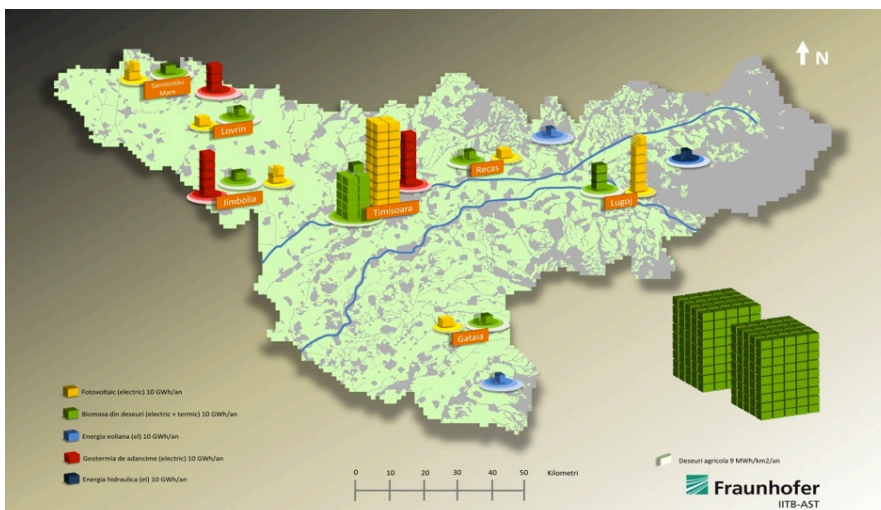 N
Sannicolau
Mare
Lovrin
Jimbolia
Timisoara
Recas
Lugoj
Gataia
Fotovoltaic (electric) 10 GWh/an
Biomasa din deseuri (electric + termic) 10 GWh/an
Energia eoliana (el) 10 GWh/an
Geotermia de adancime (electric) 10 GWh/an
Energia hidraulica (el) 10 GWh/an
0 10 20 30 40 50 Kilometri
Deseuri agricola 9 MWh/km2/an
Fraunhofer
IITB-AST